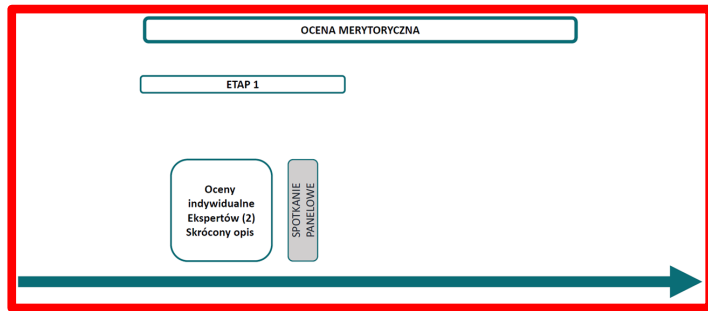 OCENA MERYTORYCZNA
ETAP 1
Oceny
indywidualne
Ekspertów (2)
Skrócony opis
SPOTKANIE
PANELOWE